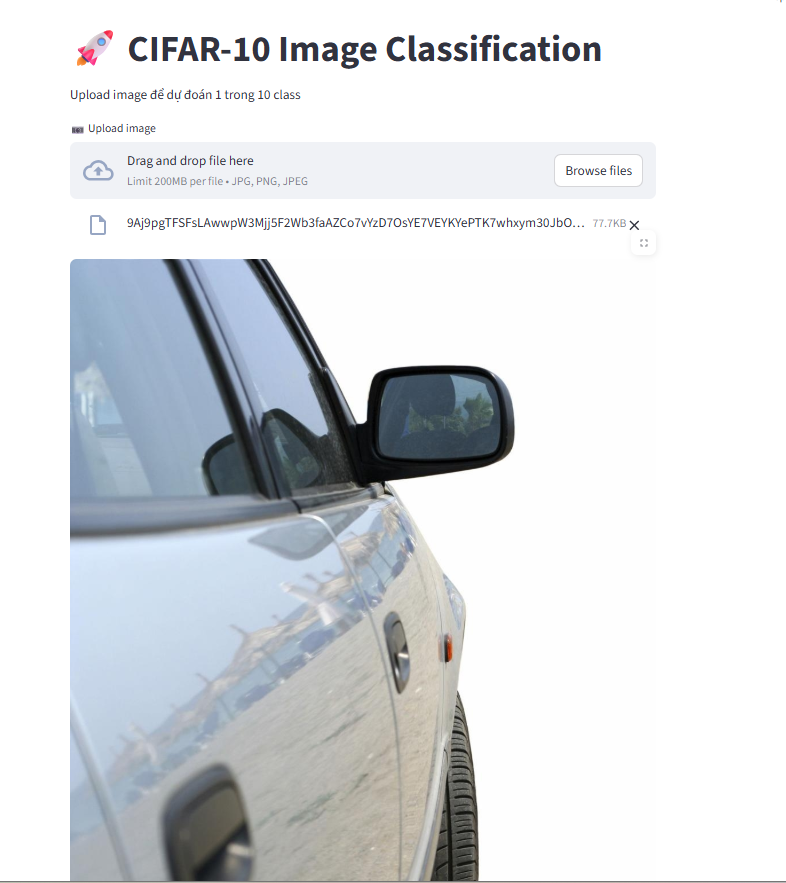 🚀 CIFAR-10 Image Classification
Upload image để dự đoán 1 trong 10 class
📷 Upload image
Drag and drop file here
Limit 200MB per file • JPG, PNG, JPEG
Browse files
9Aj9pgTFSFsLAwwpW3Mjj5F2Wb3faAZCo7vYzD7OsYE7VEYKYePTK7whxym30JbO…
77.7KB